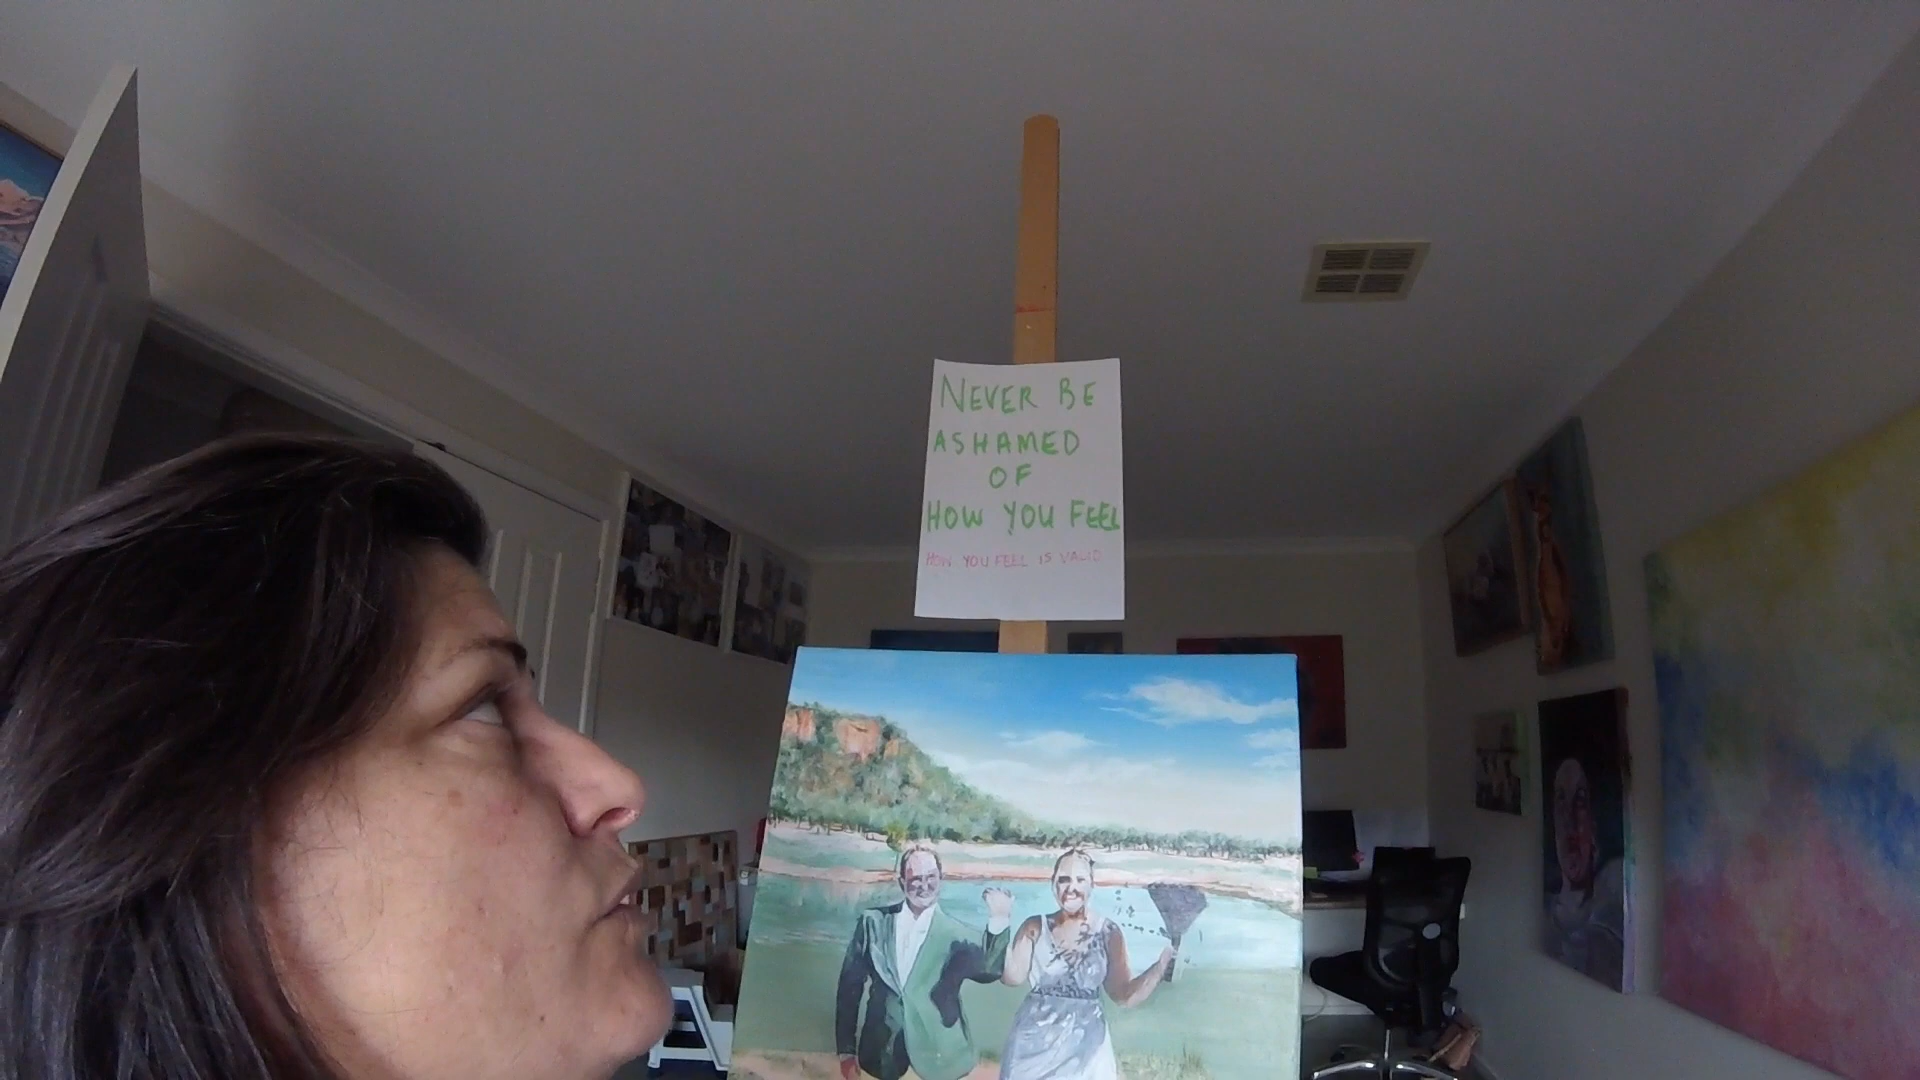 NEVER BE
ASHAMED
OF
HOW YOU FEEL
HOW YOU FEEL IS VALID